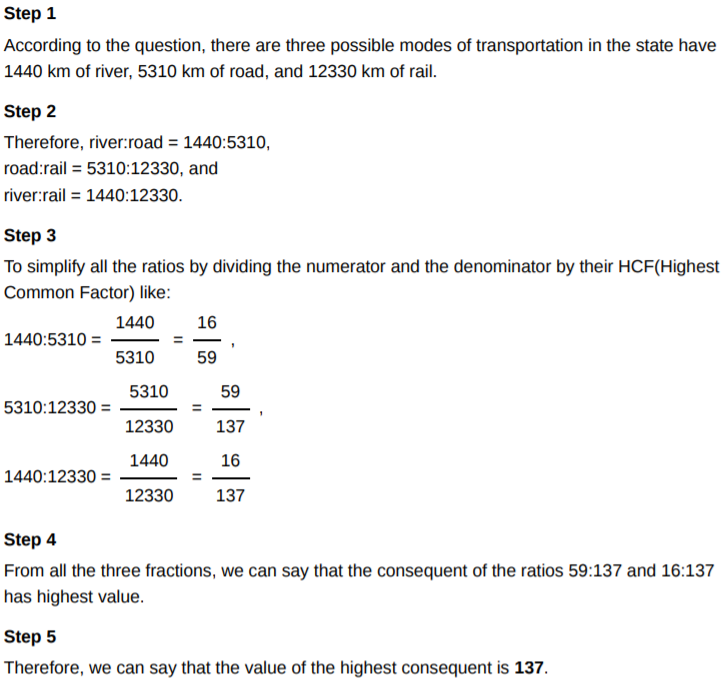 Step 1
According to the question, there are three possible modes of transportation in the state have
1440 km of river, 5310 km of road, and 12330 km of rail.
Step 2
Therefore, river:road = 1440:5310,
road:rail = 5310:12330, and
river:rail = 1440:12330.
Step 3
To simplify all the ratios by dividing the numerator and the denominator by their HCF(Highest
Common Factor) like:
1440:5310 = 1440/5310 = 16/59 ,
5310:12330 = 5310/12330 = 59/137 ,
1440:12330 = 1440/12330 = 16/137
Step 4
From all the three fractions, we can say that the consequent of the ratios 59:137 and 16:137
has highest value.
Step 5
Therefore, we can say that the value of the highest consequent is 137.